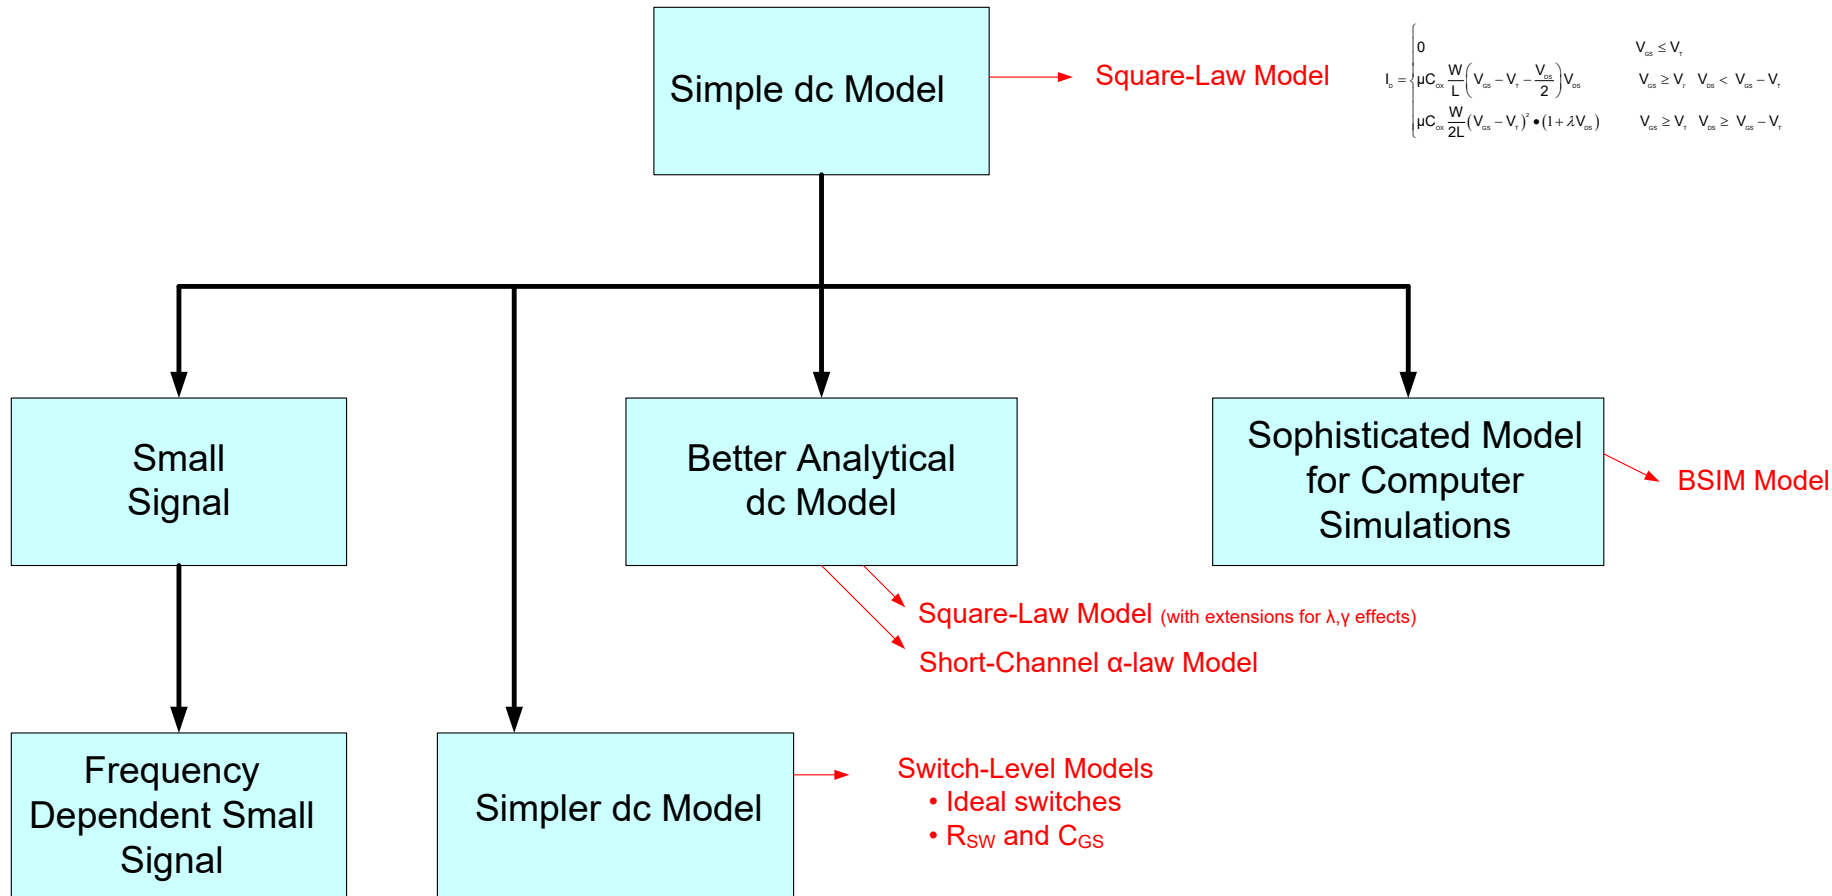 Simple dc Model
Square-Law Model
I_D = { 0    V_GS ≤ V_T
μC_OX W/L (V_GS − V_T − V_DS/2) V_DS    V_GS ≥ V_T  V_DS < V_GS − V_T
μC_OX W/2L (V_GS − V_T)² • (1 + λV_DS)    V_GS ≥ V_T  V_DS ≥ V_GS − V_T
Small
Signal
Better Analytical
dc Model
Sophisticated Model
for Computer
Simulations
BSIM Model
Square-Law Model (with extensions for λ,γ effects)
Short-Channel α-law Model
Frequency
Dependent Small
Signal
Simpler dc Model
Switch-Level Models
• Ideal switches
• R_SW and C_GS